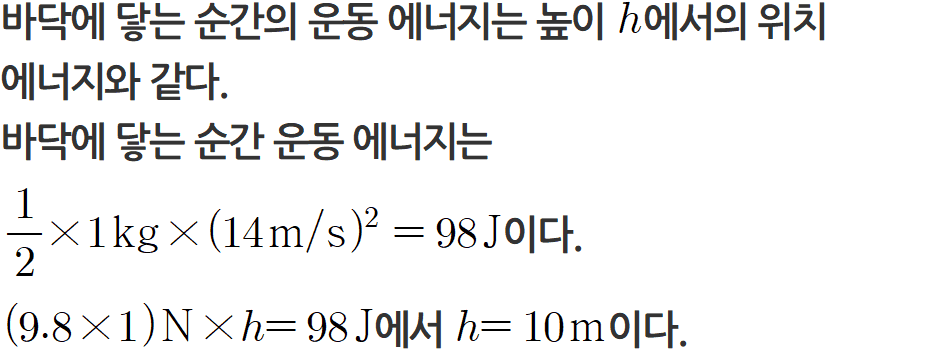 바닥에 닿는 순간의 운동 에너지는 높이 h에서의 위치
에너지와 같다.
바닥에 닿는 순간 운동 에너지는
1/2 × 1 kg × (14 m/s)² = 98 J이다.
(9.8 × 1) N × h = 98 J에서 h = 10 m이다.